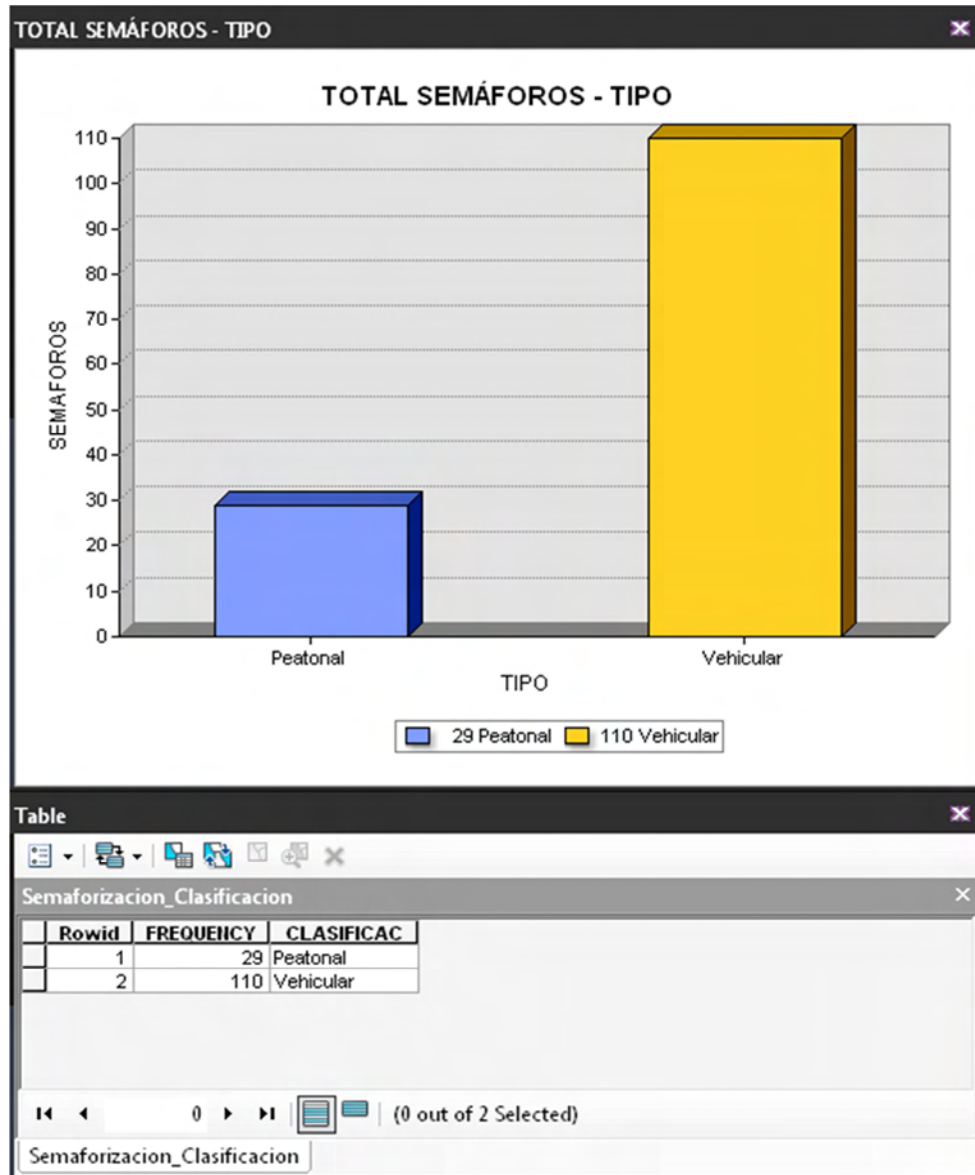 TOTAL SEMÁFOROS - TIPO
TOTAL SEMÁFOROS - TIPO
110
100
90
80
70
60
50
40
30
20
10
0
SEMAFOROS
Peatonal Vehicular
TIPO
29 Peatonal 110 Vehicular
Table
Semaforizacion_Clasificacion
Rowid FREQUENCY CLASIFICAC
1 29 Peatonal
2 110 Vehicular
0 (0 out of 2 Selected)
Semaforizacion_Clasificacion